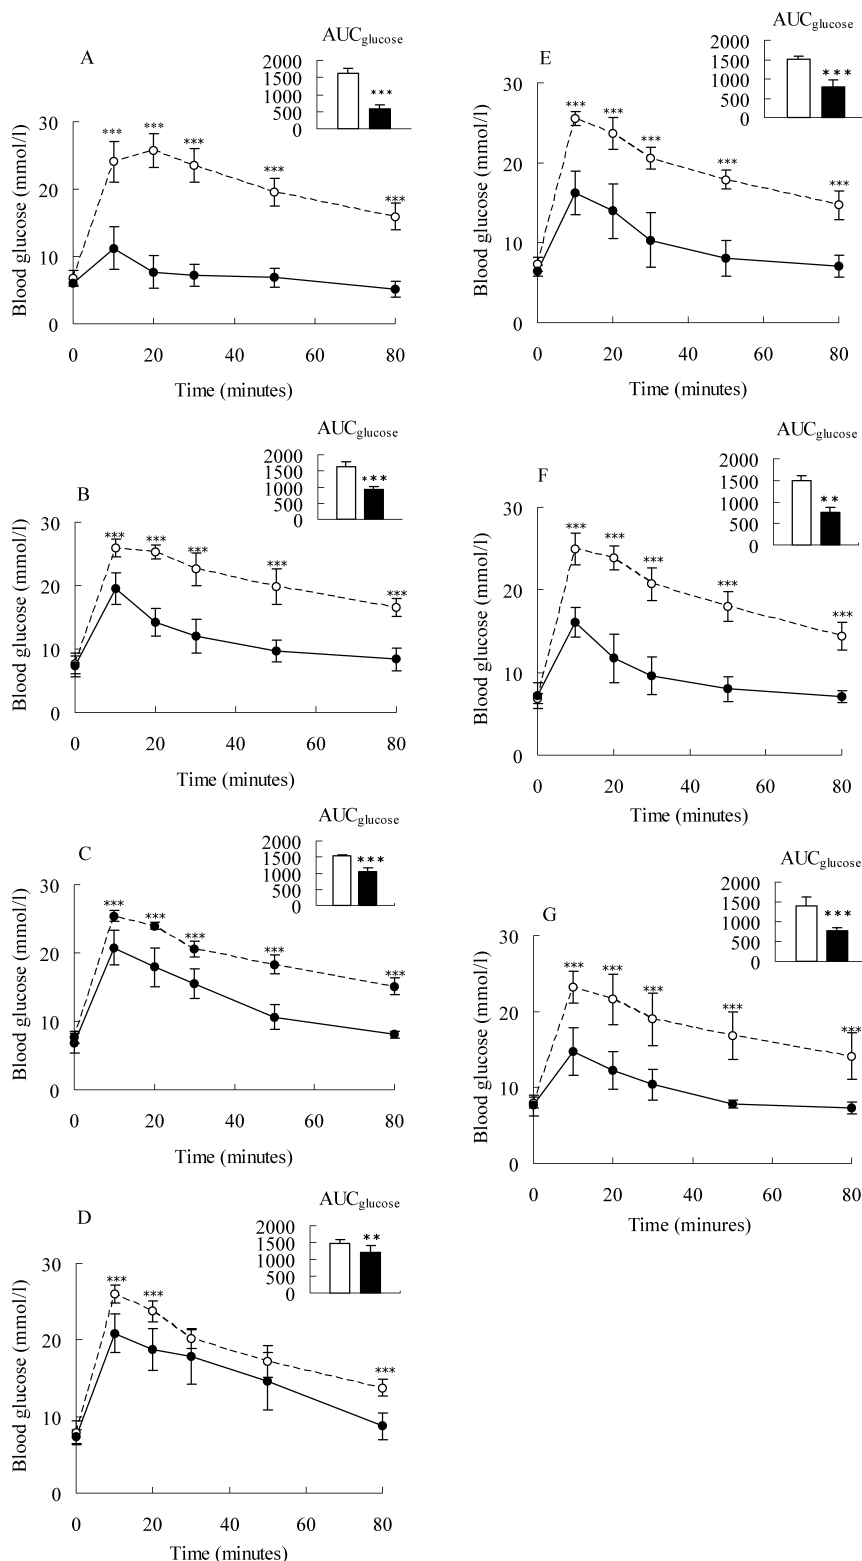 A
AUCglucose
2000
1500
1000
500
0
***
Blood glucose (mmol/l)
30
20
10
0
*** *** *** *** ***
0 20 40 60 80
Time (minutes)
B
AUCglucose
2000
1500
1000
500
0
***
Blood glucose (mmol/l)
30
20
10
0
*** *** *** *** ***
0 20 40 60 80
Time (minutes)
C
AUCglucose
2000
1500
1000
500
0
***
Blood glucose (mmol/l)
30
20
10
0
*** *** *** *** ***
0 20 40 60 80
Time (minutes)
D
AUCglucose
2000
1500
1000
500
0
**
Blood glucose (mmol/l)
30
20
10
0
*** *** ***
0 20 40 60 80
Time (minutes)
E
AUCglucose
2000
1500
1000
500
0
***
Blood glucose (mmol/l)
30
20
10
0
*** *** *** *** ***
0 20 40 60 80
Time (minutes)
F
AUCglucose
2000
1500
1000
500
0
**
Blood glucose (mmol/l)
30
20
10
0
*** *** *** *** ***
0 20 40 60 80
Time (minutes)
G
AUCglucose
2000
1500
1000
500
0
***
Blood glucose (mmol/l)
30
20
10
0
*** *** *** *** ***
0 20 40 60 80
Time (minures)